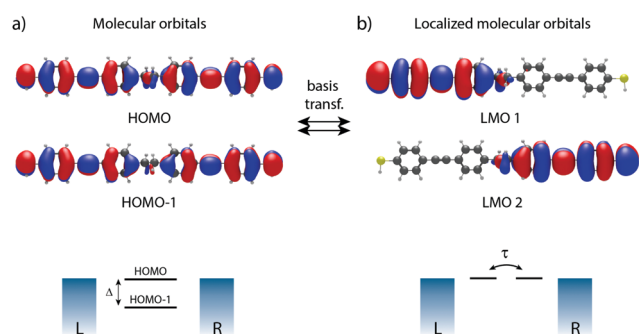 a) Molecular orbitals
b) Localized molecular orbitals
HOMO
basis
transf.
LMO 1
HOMO-1
LMO 2
HOMO
Δ
HOMO-1
L
R
τ
L
R